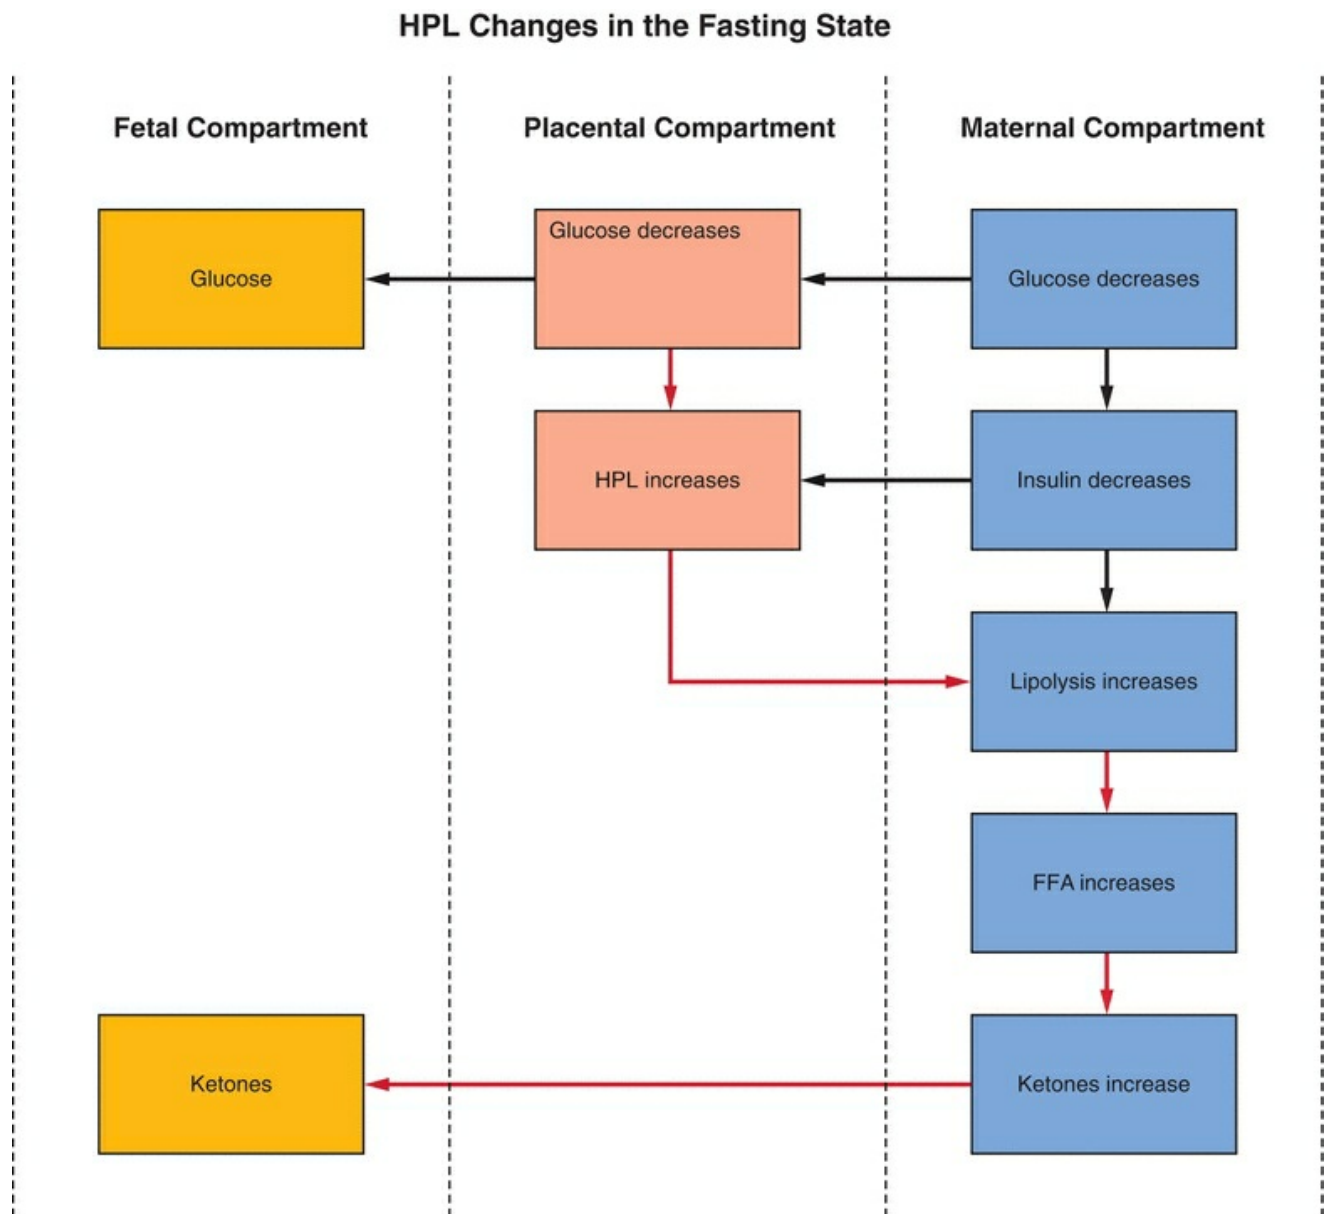 HPL Changes in the Fasting State
Fetal Compartment
Placental Compartment
Maternal Compartment
Glucose
Glucose decreases
Glucose decreases
HPL increases
Insulin decreases
Lipolysis increases
FFA increases
Ketones
Ketones increase